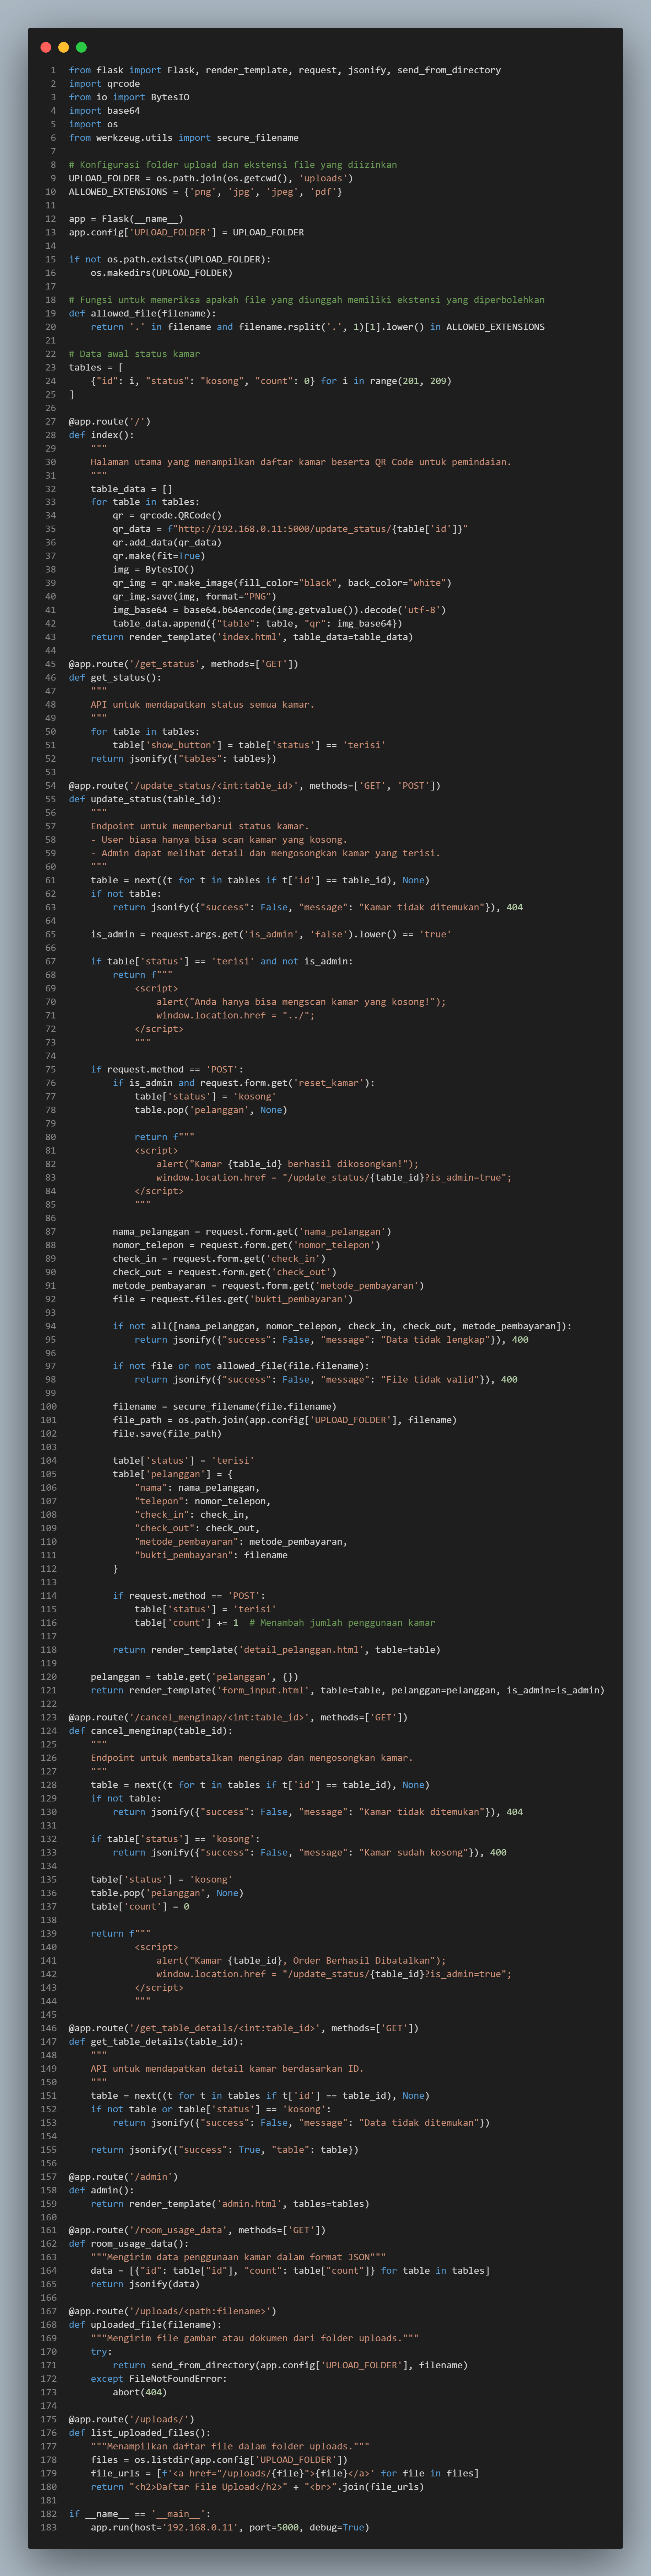 1 from flask import Flask, render_template, request, jsonify, send_from_directory
2 import qrcode
3 from io import BytesIO
4 import base64
5 import os
6 from werkzeug.utils import secure_filename
7
8 # Konfigurasi folder upload dan ekstensi file yang diizinkan
9 UPLOAD_FOLDER = os.path.join(os.getcwd(), 'uploads')
10 ALLOWED_EXTENSIONS = {'png', 'jpg', 'jpeg', 'pdf'}
11
12 app = Flask(__name__)
13 app.config['UPLOAD_FOLDER'] = UPLOAD_FOLDER
14
15 if not os.path.exists(UPLOAD_FOLDER):
16     os.makedirs(UPLOAD_FOLDER)
17
18 # Fungsi untuk memeriksa apakah file yang diunggah memiliki ekstensi yang diperbolehkan
19 def allowed_file(filename):
20     return '.' in filename and filename.rsplit('.', 1)[1].lower() in ALLOWED_EXTENSIONS
21
22 # Data awal status kamar
23 tables = [
24     {"id": i, "status": "kosong", "count": 0} for i in range(201, 209)
25 ]
26
27 @app.route('/')
28 def index():
29     """
30     Halaman utama yang menampilkan daftar kamar beserta QR Code untuk pemindaian.
31     """
32     table_data = []
33     for table in tables:
34         qr = qrcode.QRCode()
35         qr_data = f"http://192.168.0.11:5000/update_status/{table['id']}"
36         qr.add_data(qr_data)
37         qr.make(fit=True)
38         img = BytesIO()
39         qr_img = qr.make_image(fill_color="black", back_color="white")
40         qr_img.save(img, format="PNG")
41         img_base64 = base64.b64encode(img.getvalue()).decode('utf-8')
42         table_data.append({"table": table, "qr": img_base64})
43     return render_template('index.html', table_data=table_data)
44
45 @app.route('/get_status', methods=['GET'])
46 def get_status():
47     """
48     API untuk mendapatkan status semua kamar.
49     """
50     for table in tables:
51         table['show_button'] = table['status'] == 'terisi'
52     return jsonify({"tables": tables})
53
54 @app.route('/update_status/<int:table_id>', methods=['GET', 'POST'])
55 def update_status(table_id):
56     """
57     Endpoint untuk memperbarui status kamar.
58     - User biasa hanya bisa scan kamar yang kosong.
59     - Admin dapat melihat detail dan mengosongkan kamar yang terisi.
60     """
61     table = next((t for t in tables if t['id'] == table_id), None)
62     if not table:
63         return jsonify({"success": False, "message": "Kamar tidak ditemukan"}), 404
64
65     is_admin = request.args.get('is_admin', 'false').lower() == 'true'
66
67     if table['status'] == 'terisi' and not is_admin:
68         return f"""
69             <script>
70                 alert("Anda hanya bisa mengscan kamar yang kosong!");
71                 window.location.href = "../";
72             </script>
73             """
74
75     if request.method == 'POST':
76         if is_admin and request.form.get('reset_kamar'):
77             table['status'] = 'kosong'
78             table.pop('pelanggan', None)
79
80             return f"""
81             <script>
82                 alert("Kamar {table_id} berhasil dikosongkan!");
83                 window.location.href = "/update_status/{table_id}?is_admin=true";
84             </script>
85             """
86
87         nama_pelanggan = request.form.get('nama_pelanggan')
88         nomor_telepon = request.form.get('nomor_telepon')
89         check_in = request.form.get('check_in')
90         check_out = request.form.get('check_out')
91         metode_pembayaran = request.form.get('metode_pembayaran')
92         file = request.files.get('bukti_pembayaran')
93
94         if not all([nama_pelanggan, nomor_telepon, check_in, check_out, metode_pembayaran]):
95             return jsonify({"success": False, "message": "Data tidak lengkap"}), 400
96
97         if not file or not allowed_file(file.filename):
98             return jsonify({"success": False, "message": "File tidak valid"}), 400
99
100         filename = secure_filename(file.filename)
101         file_path = os.path.join(app.config['UPLOAD_FOLDER'], filename)
102         file.save(file_path)
103
104         table['status'] = 'terisi'
105         table['pelanggan'] = {
106             "nama": nama_pelanggan,
107             "telepon": nomor_telepon,
108             "check_in": check_in,
109             "check_out": check_out,
110             "metode_pembayaran": metode_pembayaran,
111             "bukti_pembayaran": filename
112         }
113
114         if request.method == 'POST':
115             table['status'] = 'terisi'
116             table['count'] += 1  # Menambah jumlah penggunaan kamar
117
118         return render_template('detail_pelanggan.html', table=table)
119
120     pelanggan = table.get('pelanggan', {})
121     return render_template('form_input.html', table=table, pelanggan=pelanggan, is_admin=is_admin)
122
123 @app.route('/cancel_menginap/<int:table_id>', methods=['GET'])
124 def cancel_menginap(table_id):
125     """
126     Endpoint untuk membatalkan menginap dan mengosongkan kamar.
127     """
128     table = next((t for t in tables if t['id'] == table_id), None)
129     if not table:
130         return jsonify({"success": False, "message": "Kamar tidak ditemukan"}), 404
131
132     if table['status'] == 'kosong':
133         return jsonify({"success": False, "message": "Kamar sudah kosong"}), 400
134
135     table['status'] = 'kosong'
136     table.pop('pelanggan', None)
137     table['count'] = 0
138
139     return f"""
140             <script>
141                 alert("Kamar {table_id}, Order Berhasil Dibatalkan");
142                 window.location.href = "/update_status/{table_id}?is_admin=true";
143             </script>
144             """
145
146 @app.route('/get_table_details/<int:table_id>', methods=['GET'])
147 def get_table_details(table_id):
148     """
149     API untuk mendapatkan detail kamar berdasarkan ID.
150     """
151     table = next((t for t in tables if t['id'] == table_id), None)
152     if not table or table['status'] == 'kosong':
153         return jsonify({"success": False, "message": "Data tidak ditemukan"})
154
155     return jsonify({"success": True, "table": table})
156
157 @app.route('/admin')
158 def admin():
159     return render_template('admin.html', tables=tables)
160
161 @app.route('/room_usage_data', methods=['GET'])
162 def room_usage_data():
163     """Mengirim data penggunaan kamar dalam format JSON"""
164     data = [{"id": table["id"], "count": table["count"]} for table in tables]
165     return jsonify(data)
166
167 @app.route('/uploads/<path:filename>')
168 def uploaded_file(filename):
169     """Mengirim file gambar atau dokumen dari folder uploads."""
170     try:
171         return send_from_directory(app.config['UPLOAD_FOLDER'], filename)
172     except FileNotFoundError:
173         abort(404)
174
175 @app.route('/uploads/')
176 def list_uploaded_files():
177     """Menampilkan daftar file dalam folder uploads."""
178     files = os.listdir(app.config['UPLOAD_FOLDER'])
179     file_urls = [f'<a href="/uploads/{file}">{file}</a>' for file in files]
180     return "<h2>Daftar File Upload</h2>" + "<br>".join(file_urls)
181
182 if __name__ == '__main__':
183     app.run(host='192.168.0.11', port=5000, debug=True)